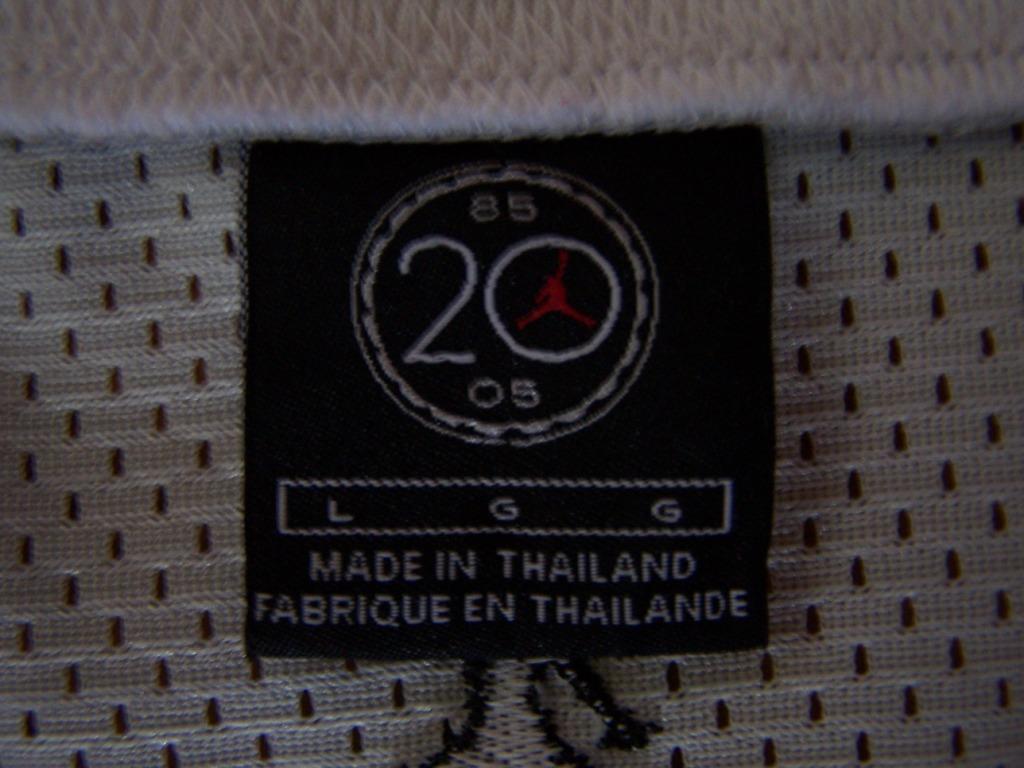 85
20
05
L G G
MADE IN THAILAND
FABRIQUE EN THAILANDE